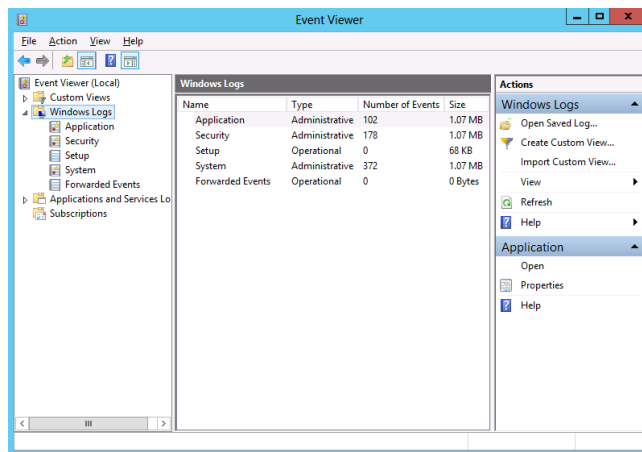 Event Viewer
File Action View Help
Event Viewer (Local)
Custom Views
Windows Logs
Application
Security
Setup
System
Forwarded Events
Applications and Services Lo
Subscriptions
Windows Logs
Name Type Number of Events Size
Application Administrative 102 1.07 MB
Security Administrative 178 1.07 MB
Setup Operational 0 68 KB
System Administrative 372 1.07 MB
Forwarded Events Operational 0 0 Bytes
Actions
Windows Logs
Open Saved Log...
Create Custom View...
Import Custom View...
View
Refresh
Help
Application
Open
Properties
Help